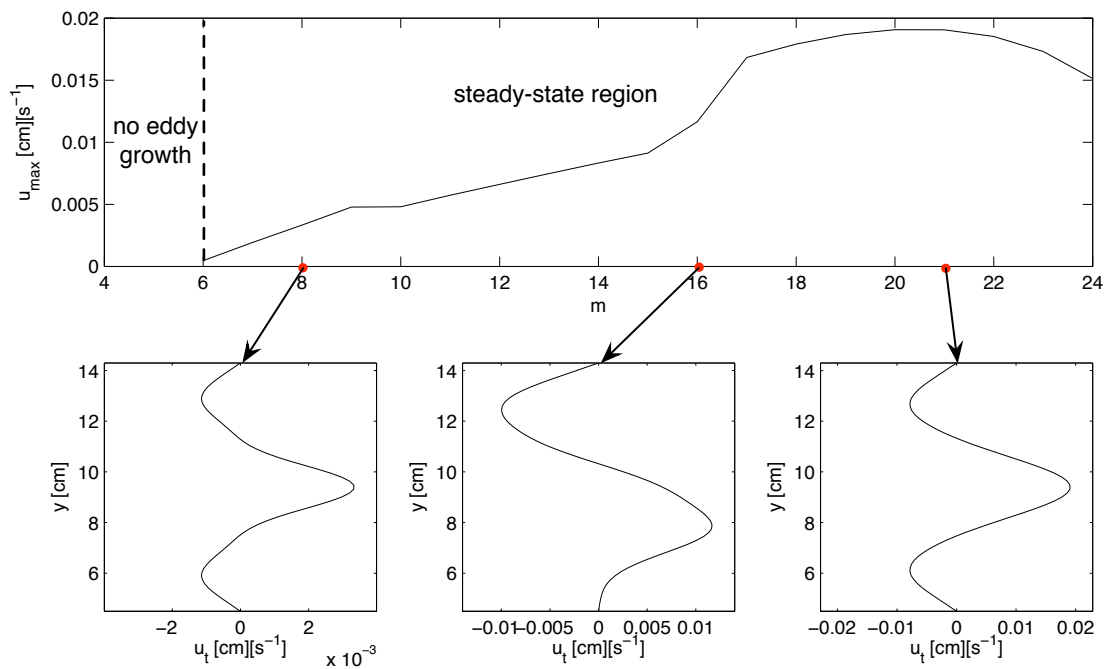 0.02
0.015
0.01
0.005
0
u_max [cm][s⁻¹]
no eddy
growth
steady-state region
4 6 8 10 12 14 16 18 20 22 24
m
14
12
10
8
6
y [cm]
−2 0 2
u_t [cm][s⁻¹]
x 10⁻³
14
12
10
8
6
y [cm]
−0.01 −0.005 0 0.005 0.01
u_t [cm][s⁻¹]
14
12
10
8
6
y [cm]
−0.02 −0.01 0 0.01 0.02
u_t [cm][s⁻¹]